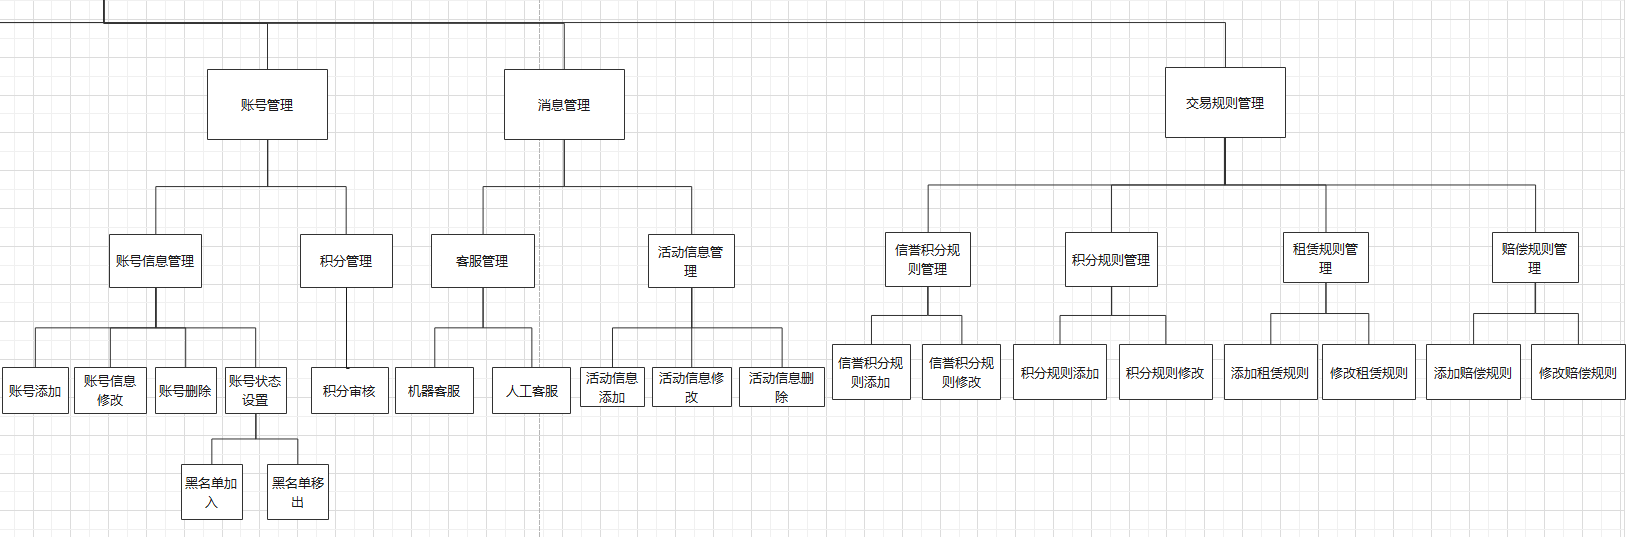 账号管理
消息管理
交易规则管理
账号信息管理
积分管理
客服管理
活动信息管
理
信誉积分规
则管理
积分规则管理
租赁规则管
理
赔偿规则管
理
账号添加
账号信息
修改
账号删除
账号状态
设置
积分审核
机器客服
人工客服
活动信息
添加
活动信息修
改
活动信息删
除
信誉积分规
则添加
信誉积分规
则修改
积分规则添加
积分规则修改
添加租赁规则
修改租赁规则
添加赔偿规则
修改赔偿规则
黑名单加
入
黑名单移
出